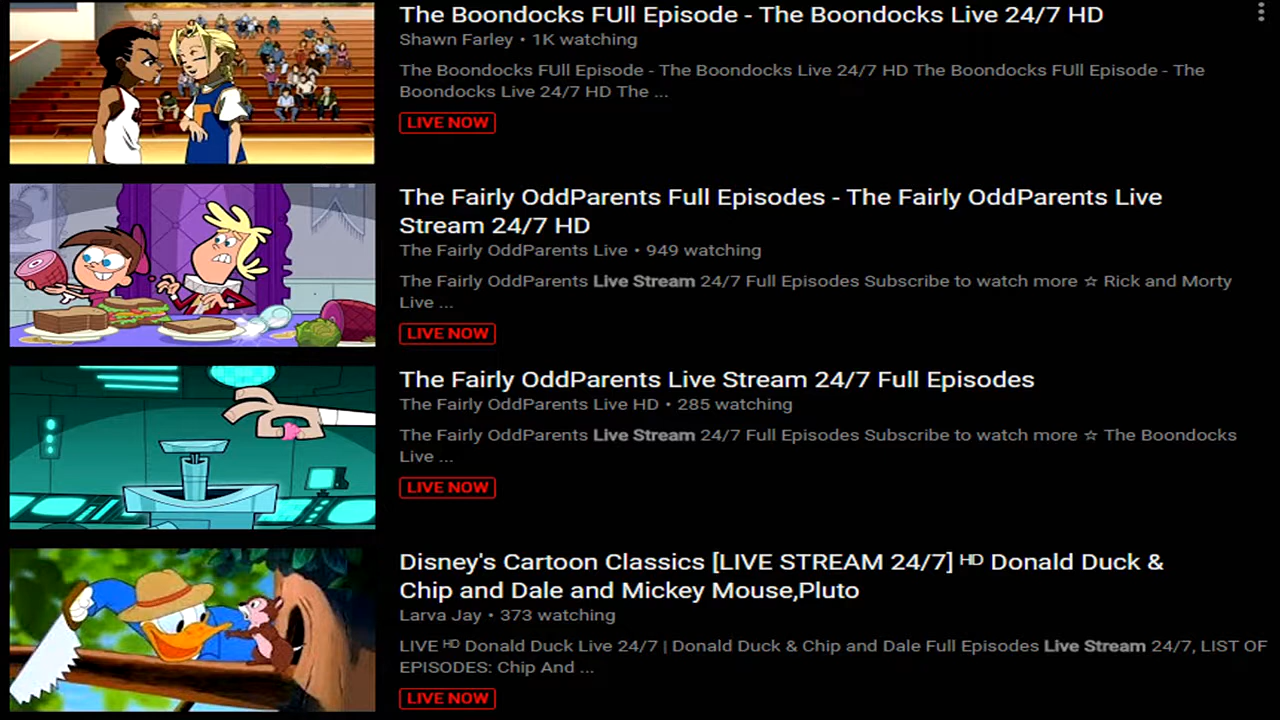 The Boondocks FUll Episode - The Boondocks Live 24/7 HD
Shawn Farley • 1K watching
The Boondocks FUll Episode - The Boondocks Live 24/7 HD The Boondocks FUll Episode - The
Boondocks Live 24/7 HD The ...
LIVE NOW
The Fairly OddParents Full Episodes - The Fairly OddParents Live
Stream 24/7 HD
The Fairly OddParents Live • 949 watching
The Fairly OddParents Live Stream 24/7 Full Episodes Subscribe to watch more ☆ Rick and Morty
Live ...
LIVE NOW
The Fairly OddParents Live Stream 24/7 Full Episodes
The Fairly OddParents Live HD • 285 watching
The Fairly OddParents Live Stream 24/7 Full Episodes Subscribe to watch more ☆ The Boondocks
Live ...
LIVE NOW
Disney's Cartoon Classics [LIVE STREAM 24/7] ᴴᴰ Donald Duck &
Chip and Dale and Mickey Mouse,Pluto
Larva Jay • 373 watching
LIVE ᴴᴰ Donald Duck Live 24/7 | Donald Duck & Chip and Dale Full Episodes Live Stream 24/7, LIST OF
EPISODES: Chip And ...
LIVE NOW